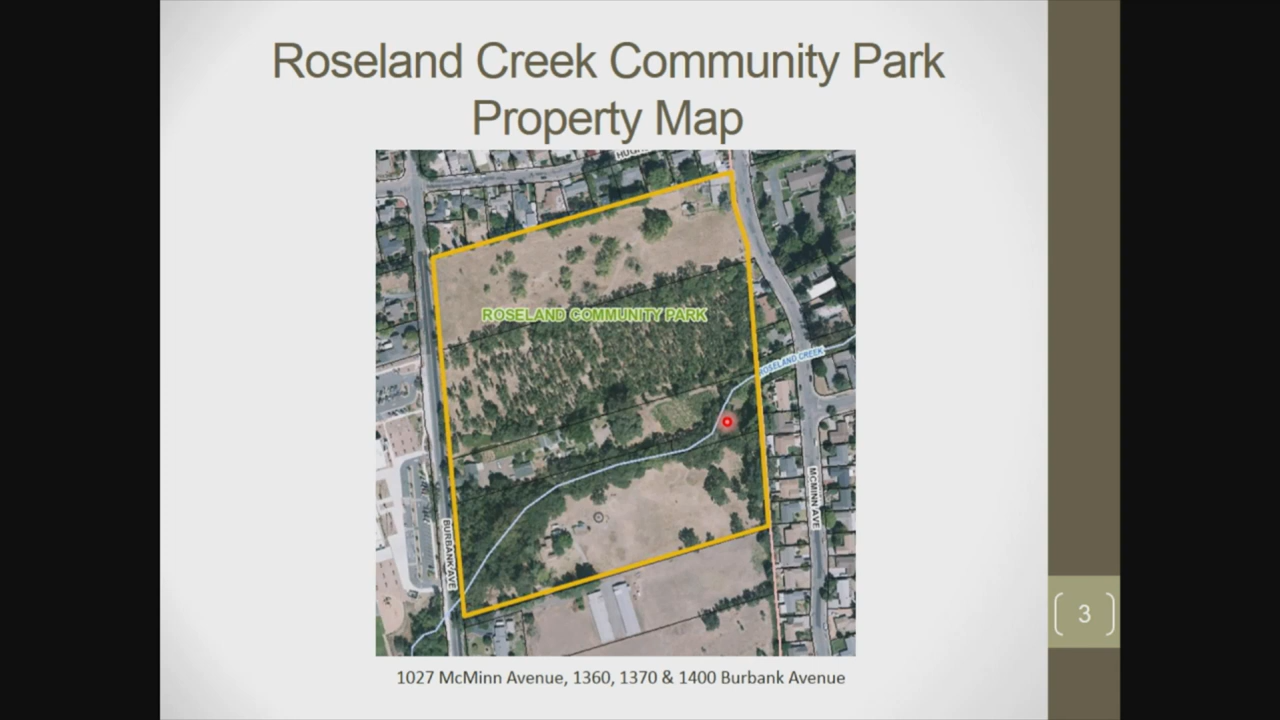 Roseland Creek Community Park
Property Map
ROSELAND COMMUNITY PARK
ROSELAND CREEK
MCMINN AVE
BURBANK AVE
3
1027 McMinn Avenue, 1360, 1370 & 1400 Burbank Avenue